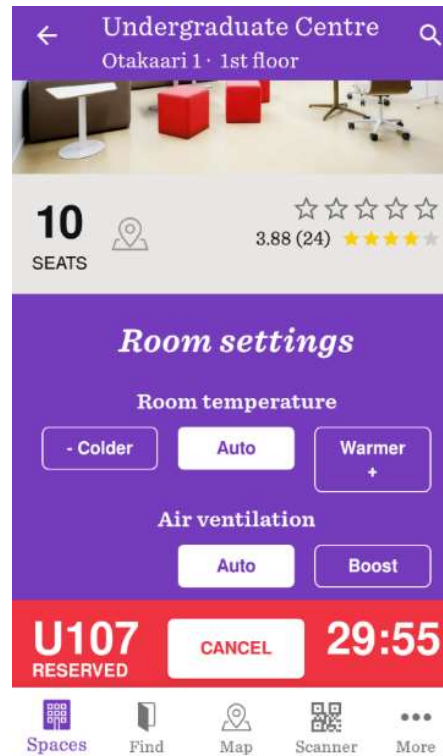 Undergraduate Centre
Otakaari 1 · 1st floor
10
SEATS
3.88 (24)
Room settings
Room temperature
- Colder
Auto
Warmer
+
Air ventilation
Auto
Boost
U107
RESERVED
CANCEL
29:55
Spaces
Find
Map
Scanner
More